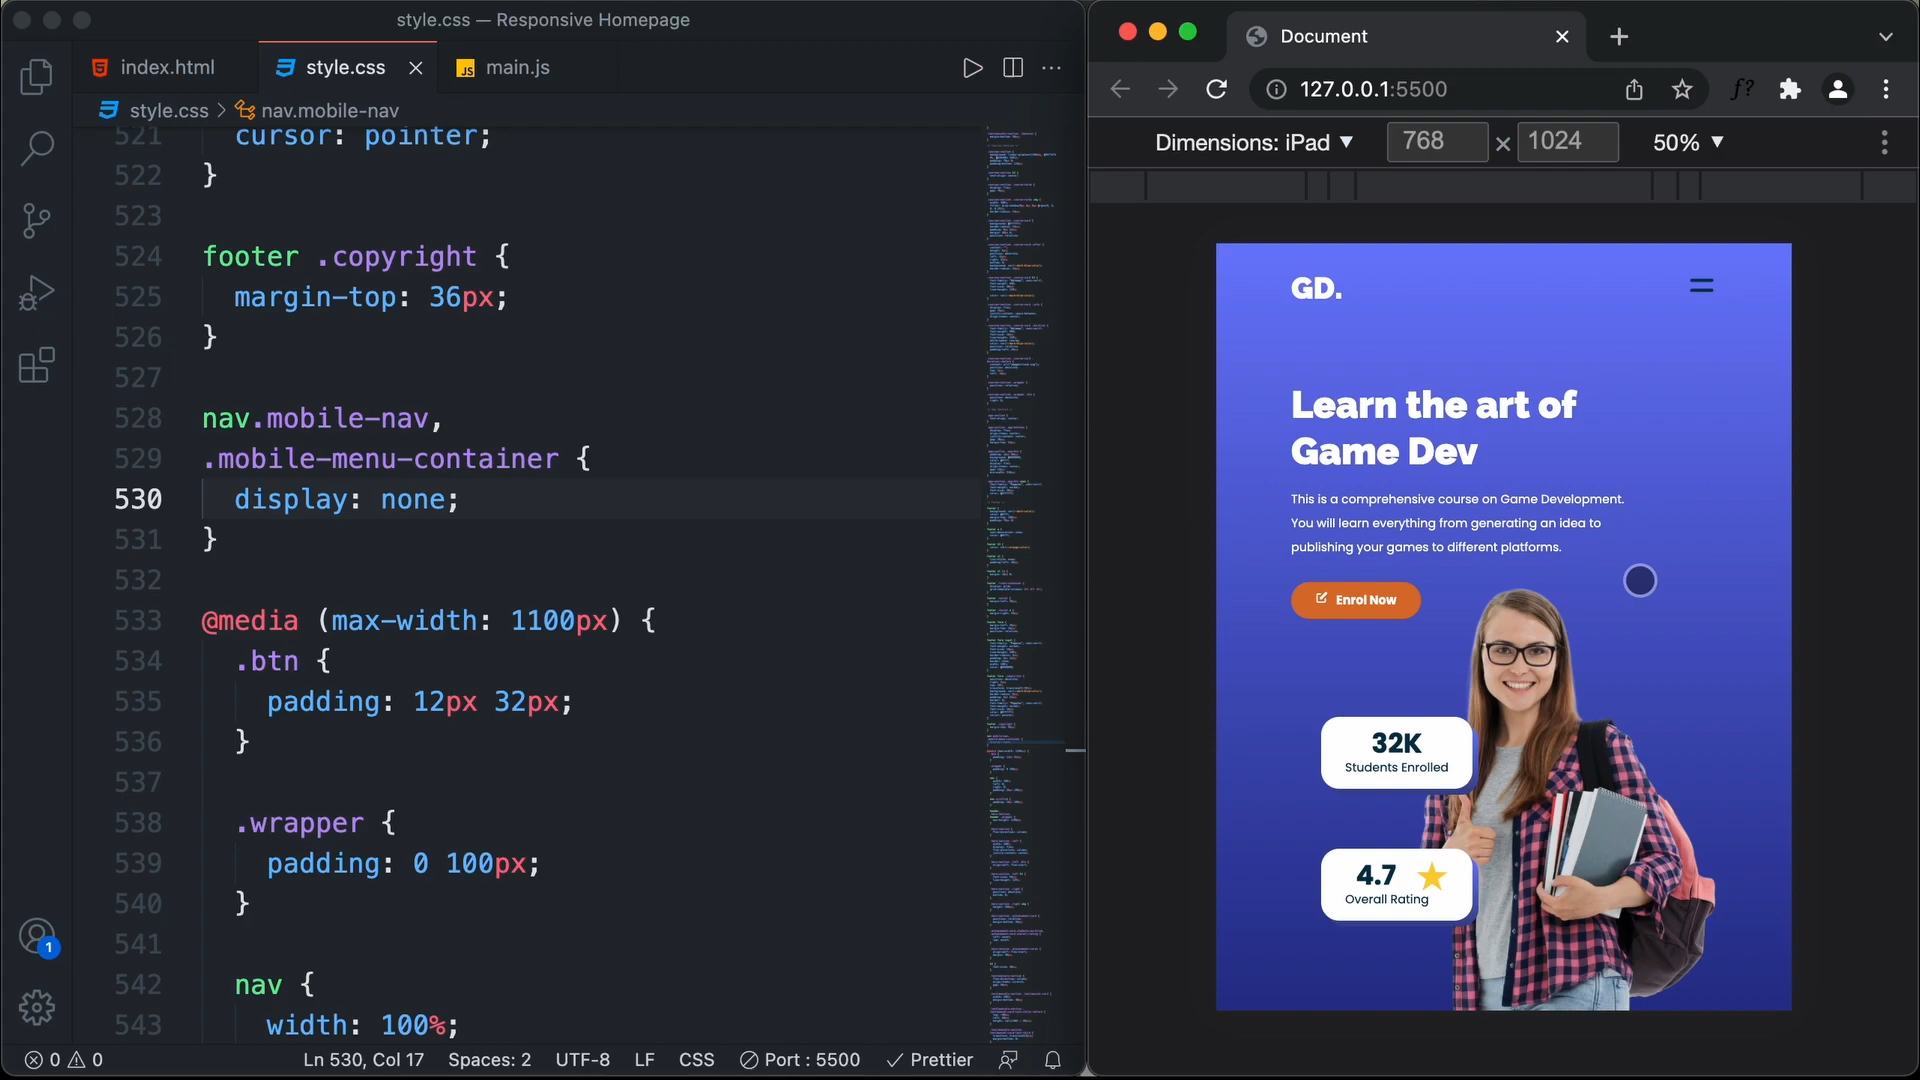 style.css — Responsive Homepage
index.html
style.css
main.js
style.css > nav.mobile-nav
521 cursor: pointer;
522 }
523
524 footer .copyright {
525 margin-top: 36px;
526 }
527
528 nav.mobile-nav,
529 .mobile-menu-container {
530 display: none;
531 }
532
533 @media (max-width: 1100px) {
534 .btn {
535 padding: 12px 32px;
536 }
537
538 .wrapper {
539 padding: 0 100px;
540 }
541
542 nav {
543 width: 100%;
1
0 0
Ln 530, Col 17
Spaces: 2
UTF-8
LF
CSS
Port : 5500
Prettier
Document
127.0.0.1:5500
f?
Dimensions: iPad
768 × 1024
50%
GD.
Learn the art of
Game Dev
This is a comprehensive course on Game Development.
You will learn everything from generating an idea to
publishing your games to different platforms.
Enrol Now
32K
Students Enrolled
4.7
Overall Rating